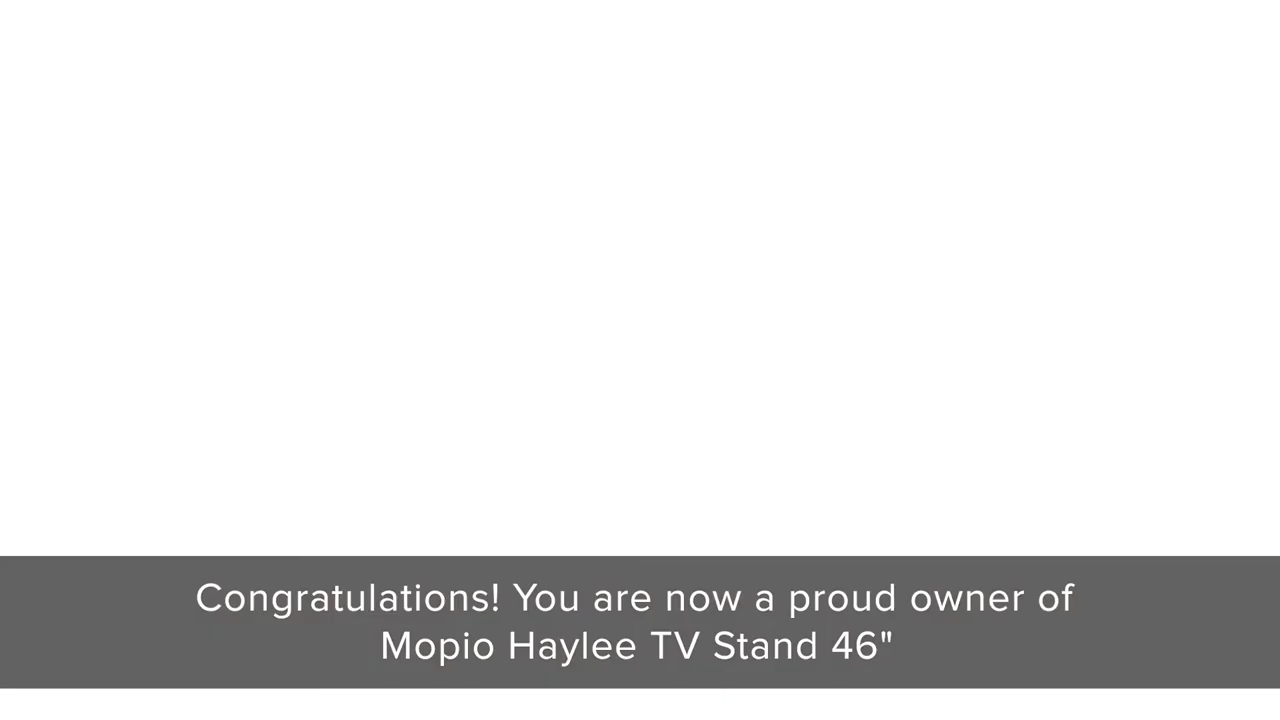 Congratulations! You are now a proud owner of
Mopio Haylee TV Stand 46"